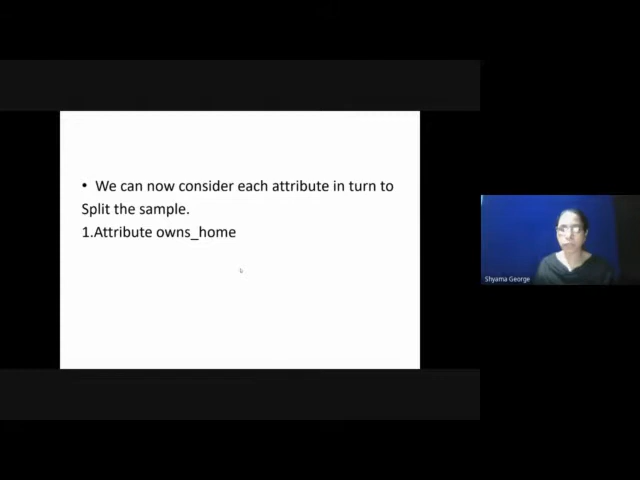 • We can now consider each attribute in turn to
Split the sample.
1.Attribute owns_home
Shyama George